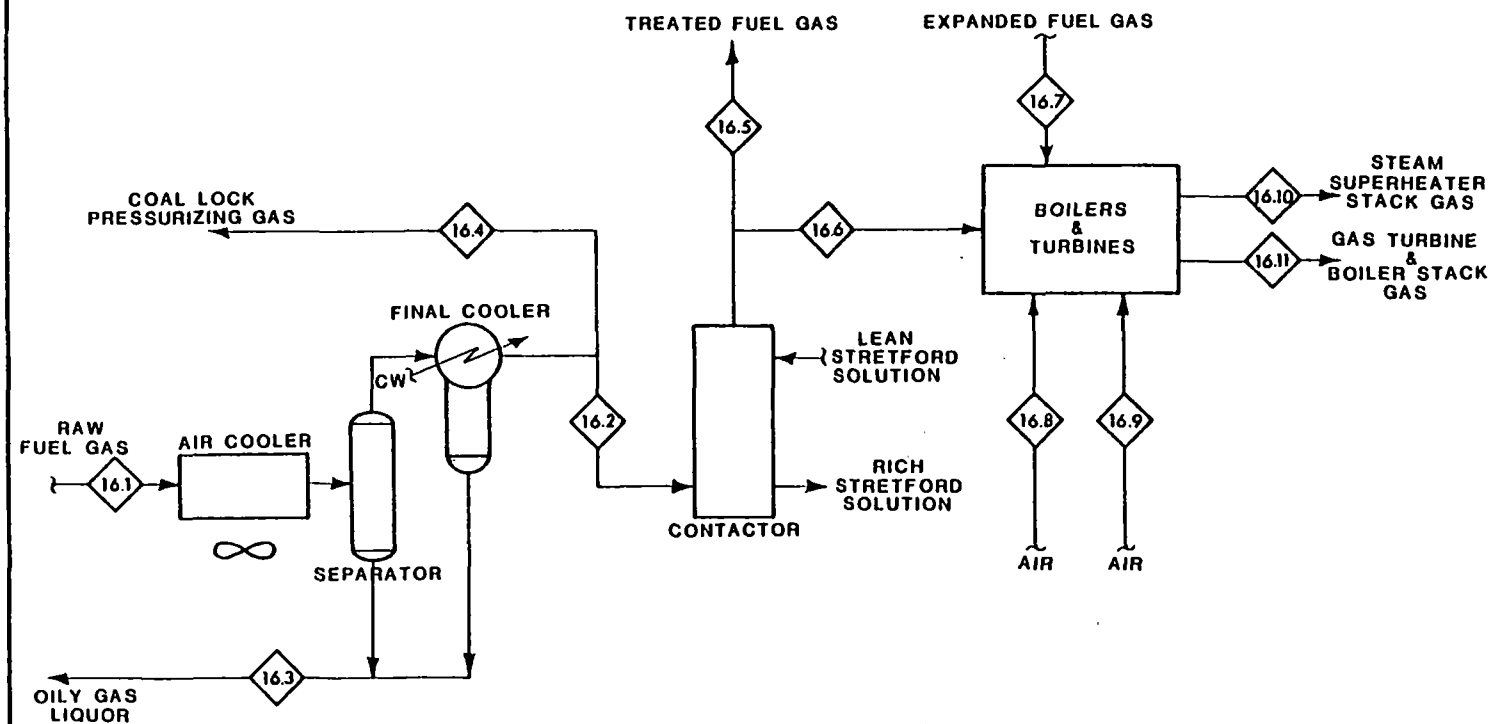 TREATED FUEL GAS
EXPANDED FUEL GAS
16.7
16.5
COAL LOCK
PRESSURIZING GAS
16.4
16.6
BOILERS
&
TURBINES
16.10
STEAM
SUPERHEATER
STACK GAS
16.11
GAS TURBINE
&
BOILER STACK
GAS
FINAL COOLER
CW
LEAN
STRETFORD
SOLUTION
RAW
FUEL GAS
16.1
AIR COOLER
16.2
16.8
16.9
RICH
STRETFORD
SOLUTION
CONTACTOR
SEPARATOR
AIR
AIR
16.3
OILY GAS
LIQUOR